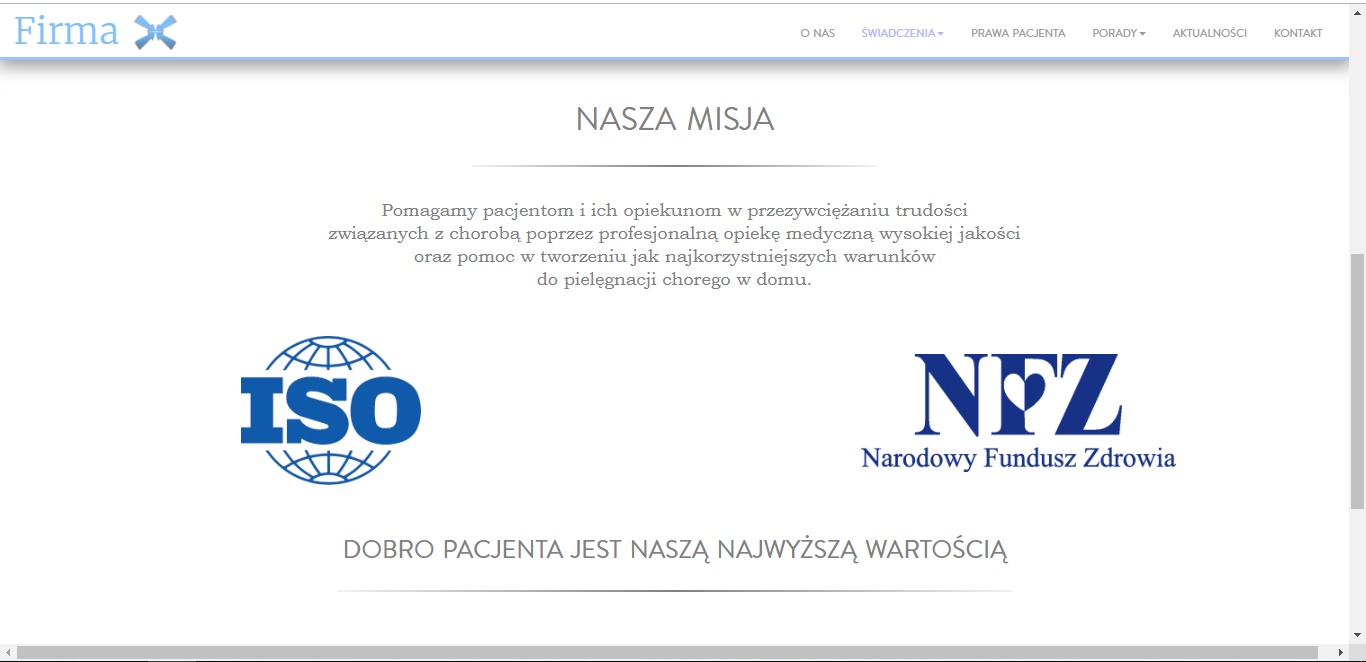 Firma
O NAS ŚWIADCZENIA PRAWA PACJENTA PORADY AKTUALNOŚCI KONTAKT
NASZA MISJA
Pomagamy pacjentom i ich opiekunom w przezywciężaniu trudości
związanych z chorobą poprzez profesjonalną opiekę medyczną wysokiej jakości
oraz pomoc w tworzeniu jak najkorzystniejszych warunków
do pielęgnacji chorego w domu.
ISO
NFZ
Narodowy Fundusz Zdrowia
DOBRO PACJENTA JEST NASZĄ NAJWYŻSZĄ WARTOŚCIĄ